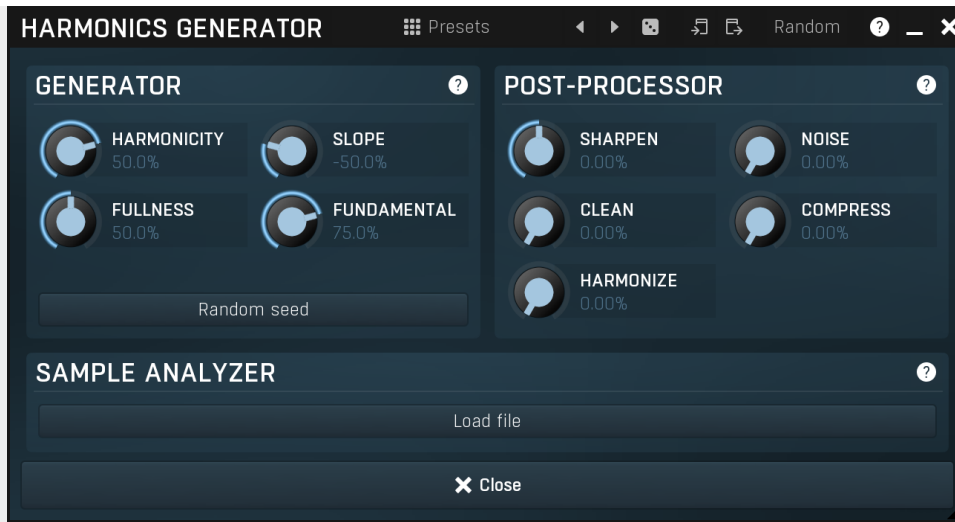 HARMONICS GENERATOR Presets Random ?
GENERATOR ?
HARMONICITY
50.0%
SLOPE
-50.0%
FULLNESS
50.0%
FUNDAMENTAL
75.0%
Random seed
POST-PROCESSOR ?
SHARPEN
0.00%
NOISE
0.00%
CLEAN
0.00%
COMPRESS
0.00%
HARMONIZE
0.00%
SAMPLE ANALYZER ?
Load file
Close